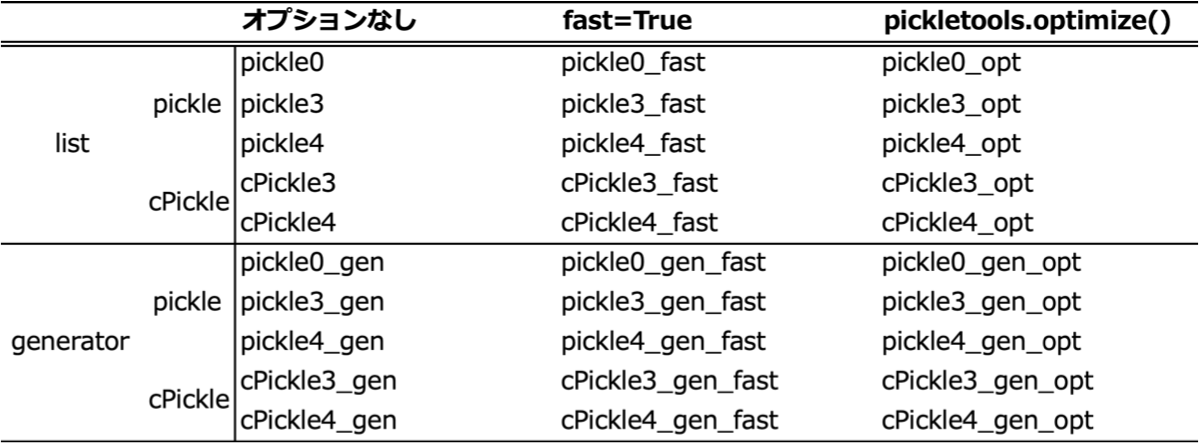 オプションなし fast=True pickletools.optimize()
pickle0 pickle0_fast pickle0_opt
pickle pickle3 pickle3_fast pickle3_opt
list pickle4 pickle4_fast pickle4_opt
cPickle cPickle3 cPickle3_fast cPickle3_opt
cPickle4 cPickle4_fast cPickle4_opt
pickle0_gen pickle0_gen_fast pickle0_gen_opt
pickle pickle3_gen pickle3_gen_fast pickle3_gen_opt
generator pickle4_gen pickle4_gen_fast pickle4_gen_opt
cPickle cPickle3_gen cPickle3_gen_fast cPickle3_gen_opt
cPickle4_gen cPickle4_gen_fast cPickle4_gen_opt